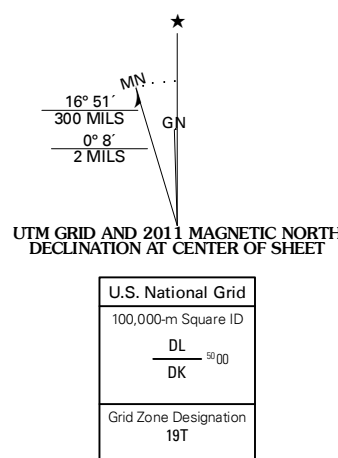 ★
MN
16° 51´
300 MILS
GN
0° 8´
2 MILS
UTM GRID AND 2011 MAGNETIC NORTH
DECLINATION AT CENTER OF SHEET
U.S. National Grid
100,000-m Square ID
DL
5000
DK
Grid Zone Designation
19T